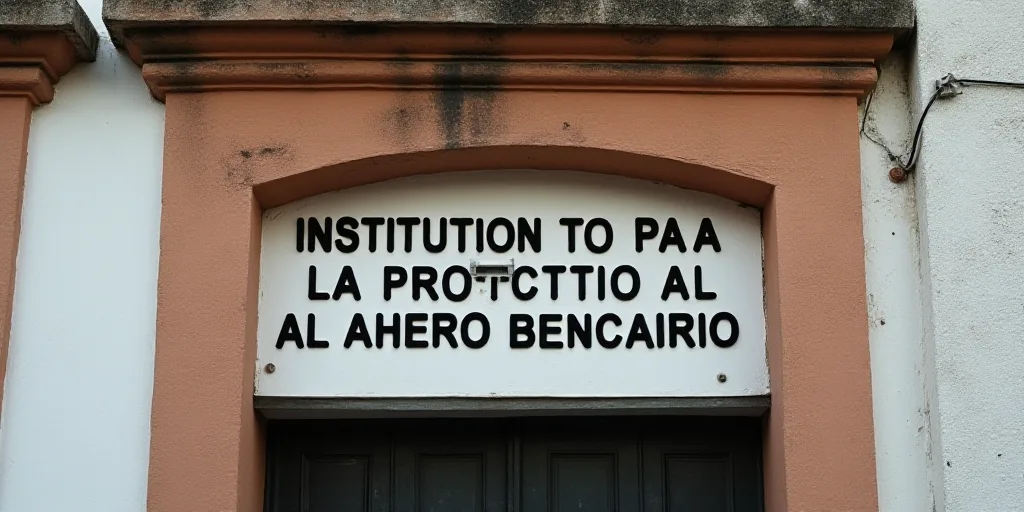 INSTITUTION TO PAA
LA PROTCTTIO AL
AL AHERO BENCAIRIO